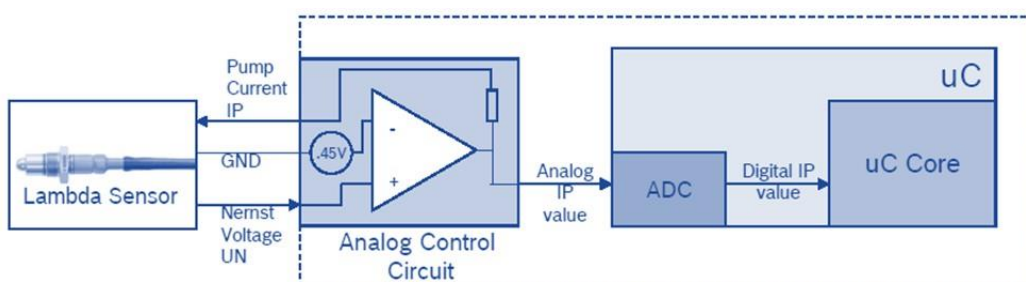 Pump
Current
IP
GND
Nernst
Voltage
UN
Lambda Sensor
.45V
-
+
Analog Control
Circuit
Analog
IP
value
ADC
Digital IP
value
uC
uC Core